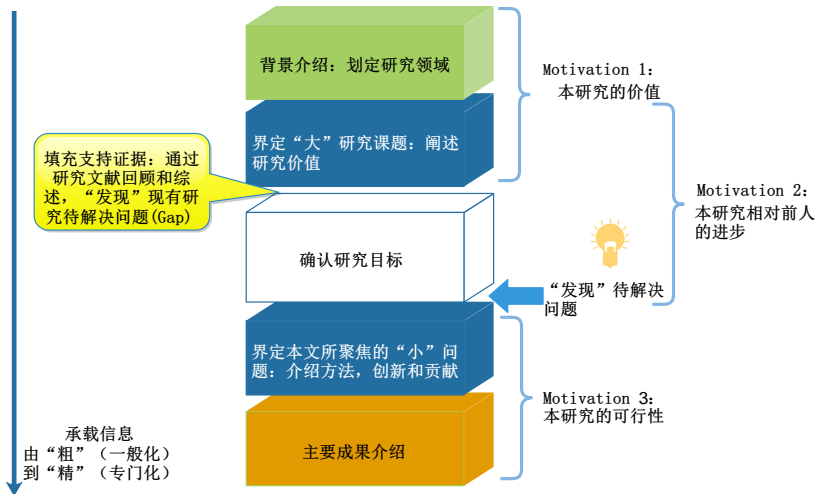 背景介绍：划定研究领域
Motivation 1：
本研究的价值
界定“大”研究课题：阐述
研究价值
填充支持证据：通过
研究文献回顾和综
述，“发现”现有研
究待解决问题(Gap)
Motivation 2：
本研究相对前人
的进步
确认研究目标
“发现”待解决
问题
界定本文所聚焦的“小”问
题：介绍方法，创新和贡献
Motivation 3：
本研究的可行性
主要成果介绍
承载信息
由“粗”（一般化）
到“精”（专门化）